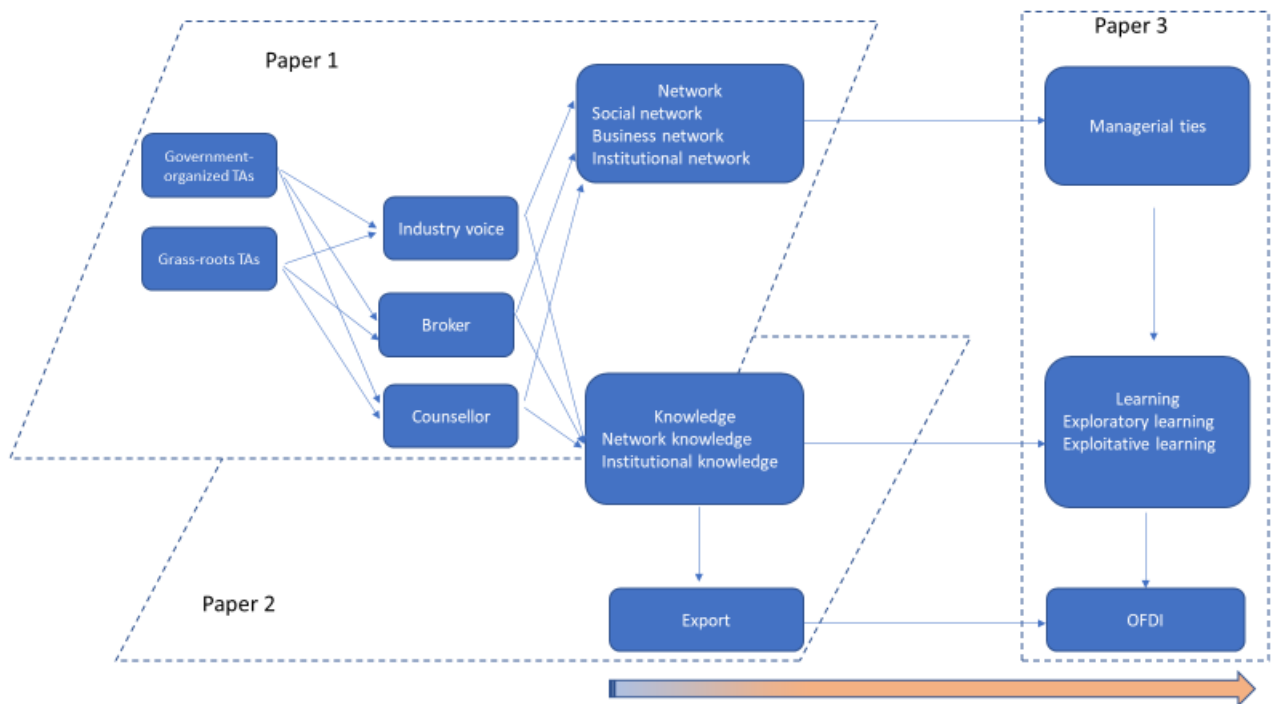 Paper 1
Paper 3
Government-
organized TAs
Grass-roots TAs
Industry voice
Broker
Counsellor
Network
Social network
Business network
Institutional network
Managerial ties
Knowledge
Network knowledge
Institutional knowledge
Learning
Exploratory learning
Exploitative learning
Paper 2
Export
OFDI